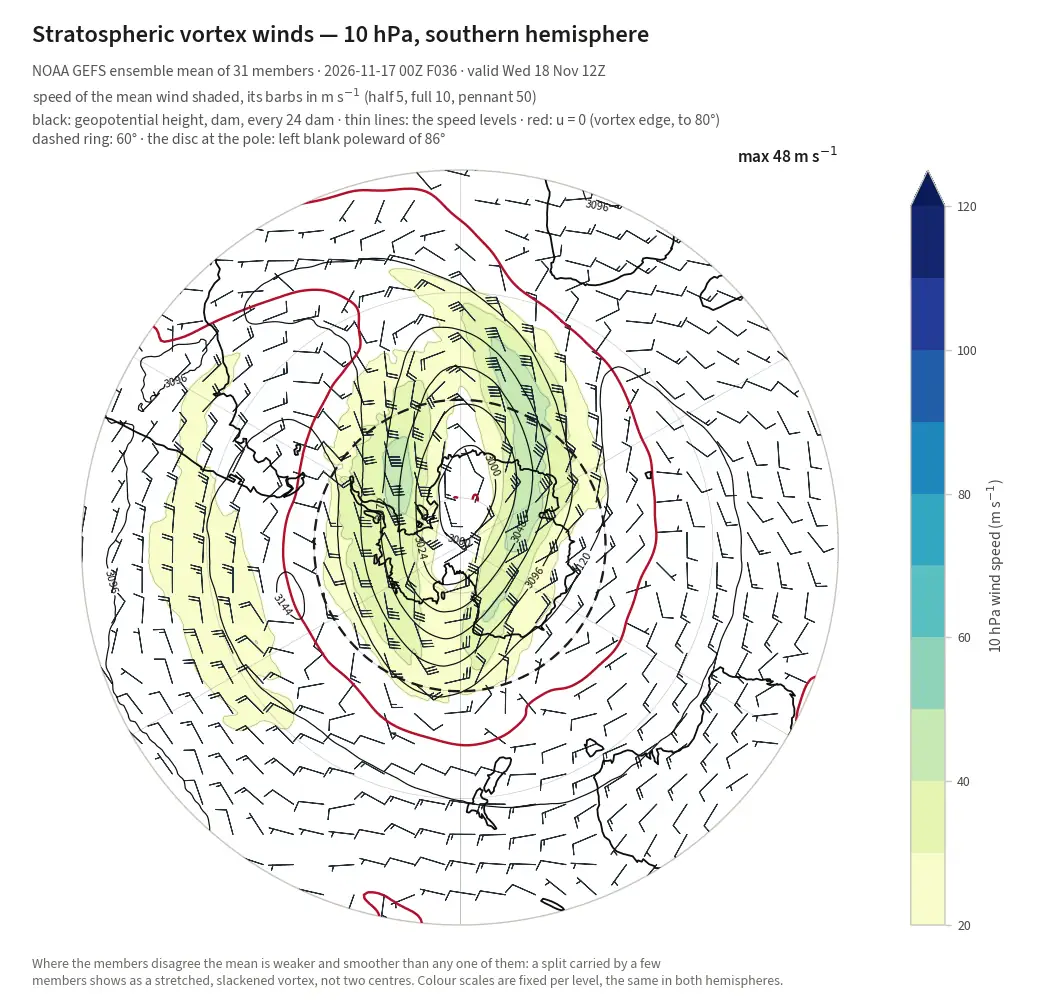 Stratospheric vortex winds — 10 hPa, southern hemisphere
NOAA GEFS ensemble mean of 31 members · 2026-11-17 00Z F036 · valid Wed 18 Nov 12Z
speed of the mean wind shaded, its barbs in m s⁻¹ (half 5, full 10, pennant 50)
black: geopotential height, dam, every 24 dam · thin lines: the speed levels · red: u = 0 (vortex edge, to 80°)
dashed ring: 60° · the disc at the pole: left blank poleward of 86°
max 48 m s⁻¹
120
100
80
60
40
20
10 hPa wind speed (m s⁻¹)
3096
3096
3000
3048
3024
3096
3120
3096
3144
Where the members disagree the mean is weaker and smoother than any one of them: a split carried by a few
members shows as a stretched, slackened vortex, not two centres. Colour scales are fixed per level, the same in both hemispheres.